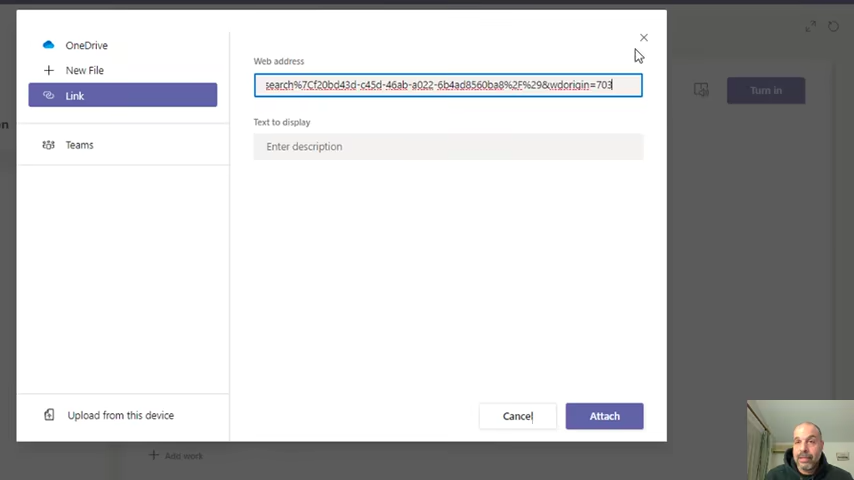 OneDrive
New File
Link
Teams
Upload from this device
Web address
search%7Cf20bd43d-c45d-46ab-a022-6b4ad8560ba8%2F%29&wdorigin=703
Text to display
Enter description
Cancel
Attach
Turn in
Add work